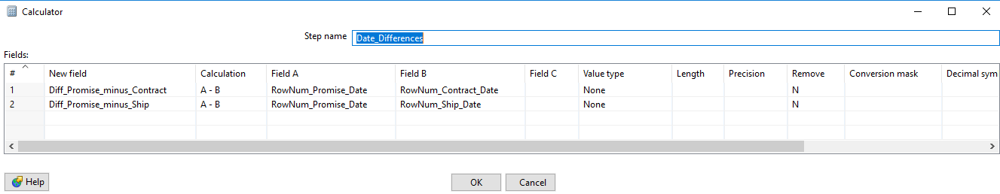 Calculator
Step name Date_Differences
Fields:
# New field Calculation Field A Field B Field C Value type Length Precision Remove Conversion mask Decimal sym
1 Diff_Promise_minus_Contract A - B RowNum_Promise_Date RowNum_Contract_Date None N
2 Diff_Promise_minus_Ship A - B RowNum_Promise_Date RowNum_Ship_Date None N
Help OK Cancel